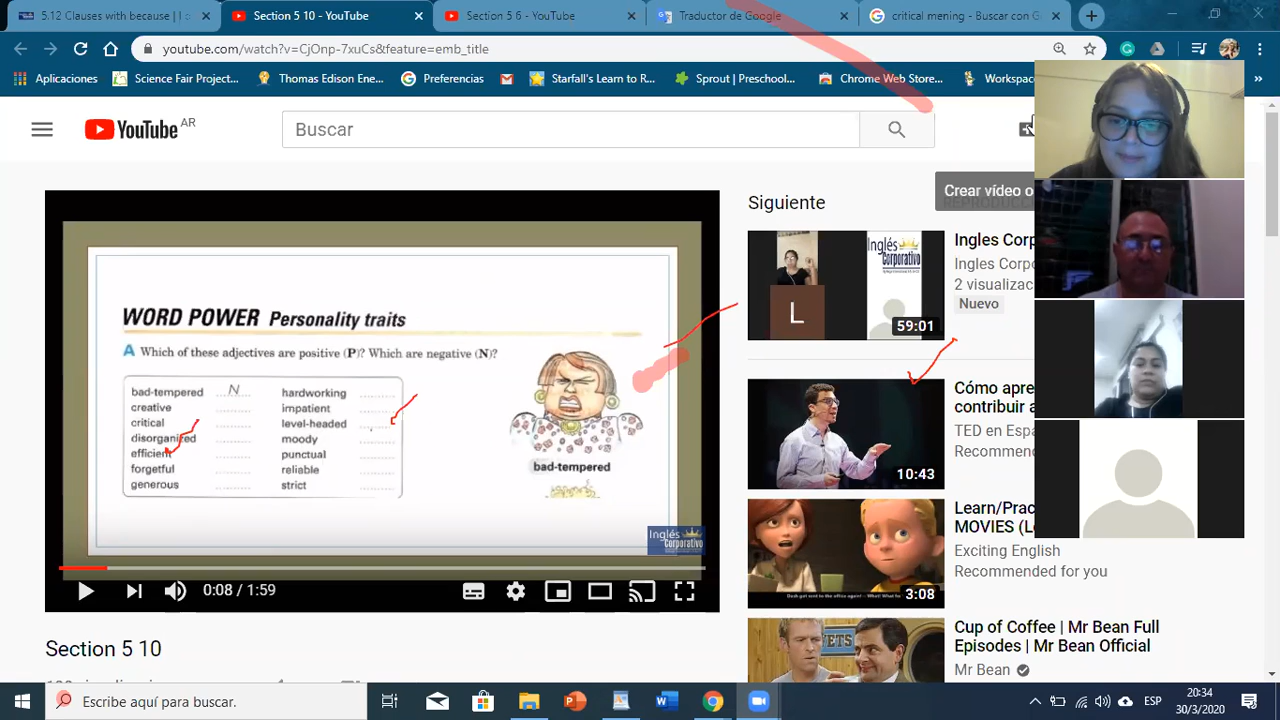 5.12 Clauses with because | I
Section 5 10 - YouTube
Section 5 6 - YouTube
Traductor de Google
critical mening - Buscar con G
youtube.com/watch?v=CjOnp-7xuCs&feature=emb_title
Aplicaciones
Science Fair Project...
Thomas Edison Ene...
Preferencias
Starfall's Learn to R...
Sprout | Preschool...
Chrome Web Store...
Workspac
»
YouTube AR
Buscar
Crear vídeo o
Siguiente
WORD POWER Personality traits
A Which of these adjectives are positive (P)? Which are negative (N)?
bad-tempered N hardworking
creative impatient
critical level-headed
disorganized moody
efficient punctual
forgetful reliable
generous strict
bad-tempered
Inglés
Corporativo
0:08 / 1:59
Section 5 10
Inglés
Corporativo
L
59:01
Ingles Corp
Ingles Corpo
2 visualizac
Nuevo
10:43
Cómo apre
contribuir a
TED en Espa
Recommend
3:08
Learn/Prac
MOVIES (Le
Exciting English
Recommended for you
Cup of Coffee | Mr Bean Full
Episodes | Mr Bean Official
Mr Bean
Escribe aquí para buscar.
ESP
20:34
30/3/2020